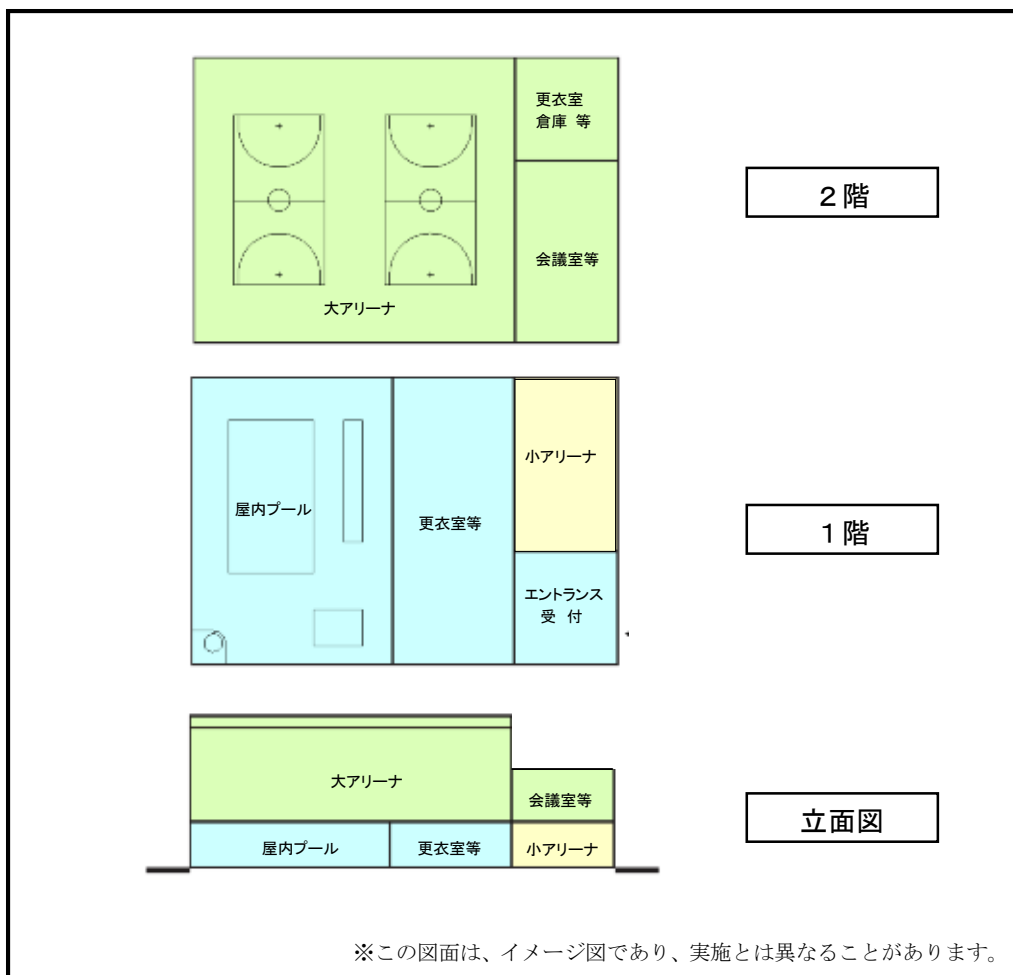 更衣室
倉庫 等
2階
会議室等
大アリーナ
小アリーナ
屋内プール
更衣室等
1階
エントランス
受 付
大アリーナ
会議室等
立面図
屋内プール
更衣室等
小アリーナ
※この図面は、イメージ図であり、実施とは異なることがあります。